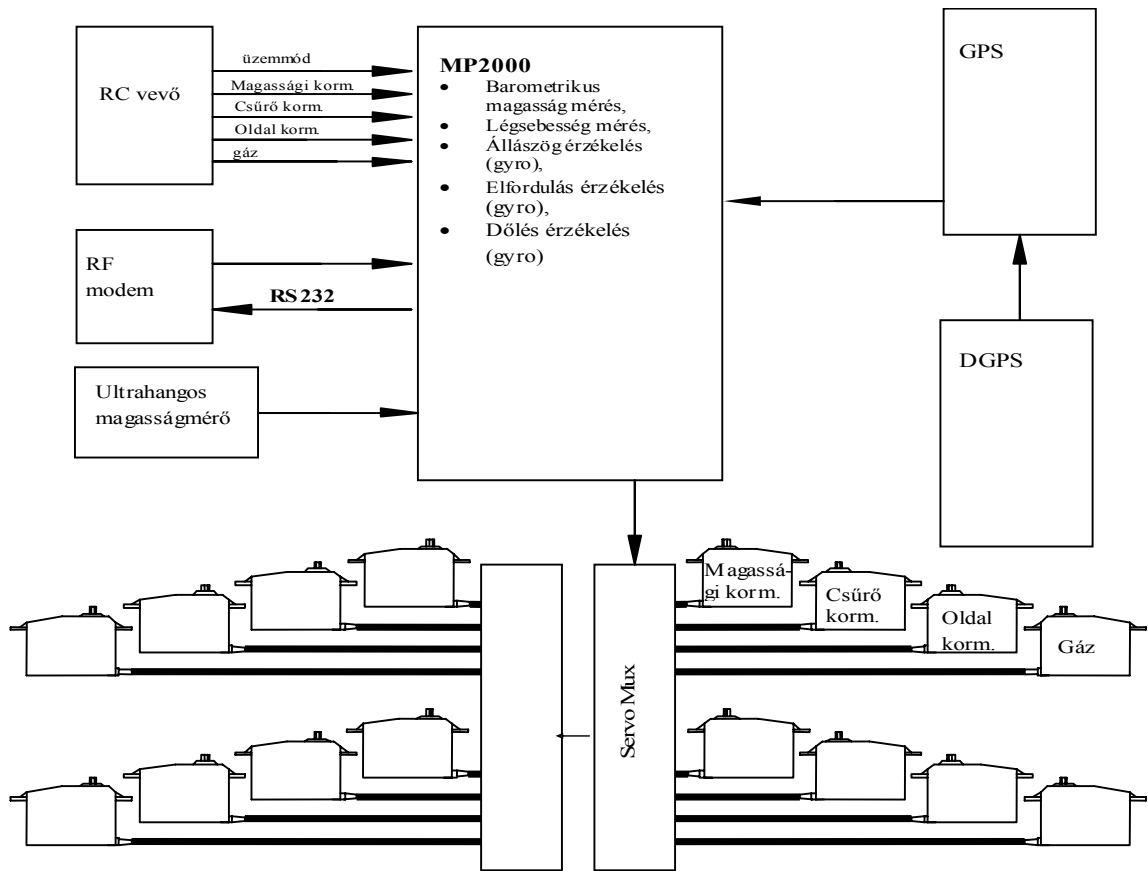 RC vevő
üzemmód
Magassági korm.
Csűrő korm.
Oldal korm.
gáz
MP2000
• Barometrikus
magasság mérés,
• Légsebesség mérés,
• Állászög érzékelés
(gyro),
• Elfordulás érzékelés
(gyro),
• Dőlés érzékelés
(gyro)
GPS
RF
modem
RS232
DGPS
Ultrahangos
magasságmérő
Servo Mux
Magassá-
gi korm.
Csűrő
korm.
Oldal
korm.
Gáz